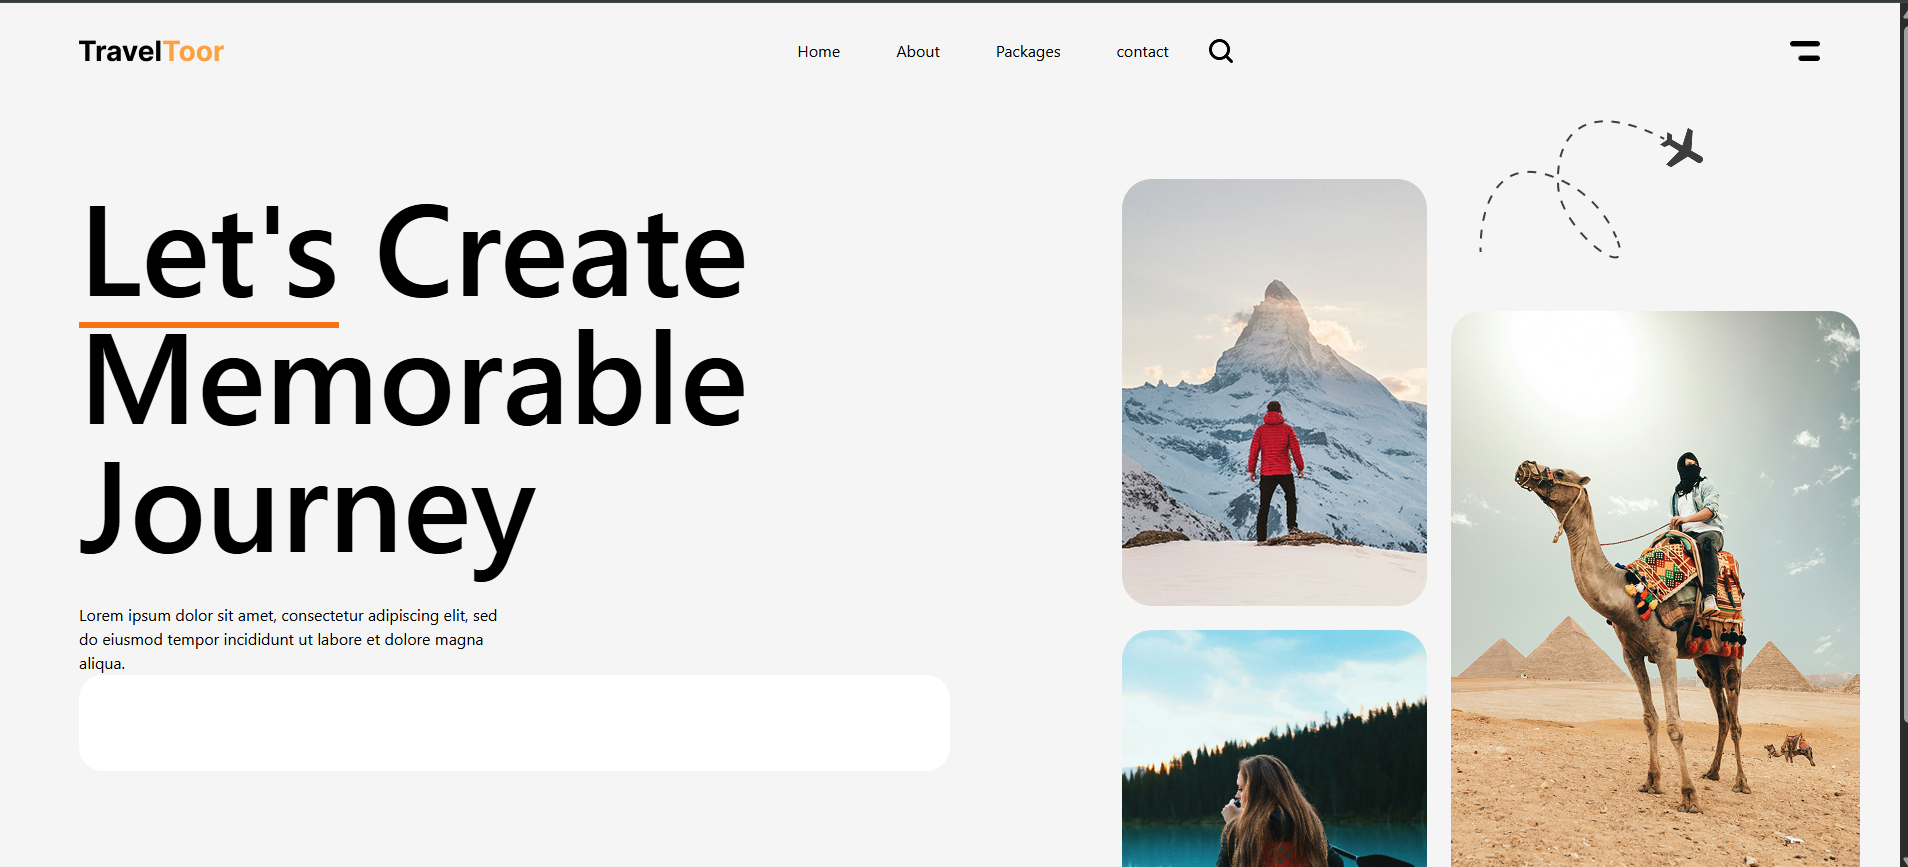 TravelToor
Home About Packages contact
Let's Create
Memorable
Journey
Lorem ipsum dolor sit amet, consectetur adipiscing elit, sed
do eiusmod tempor incididunt ut labore et dolore magna
aliqua.